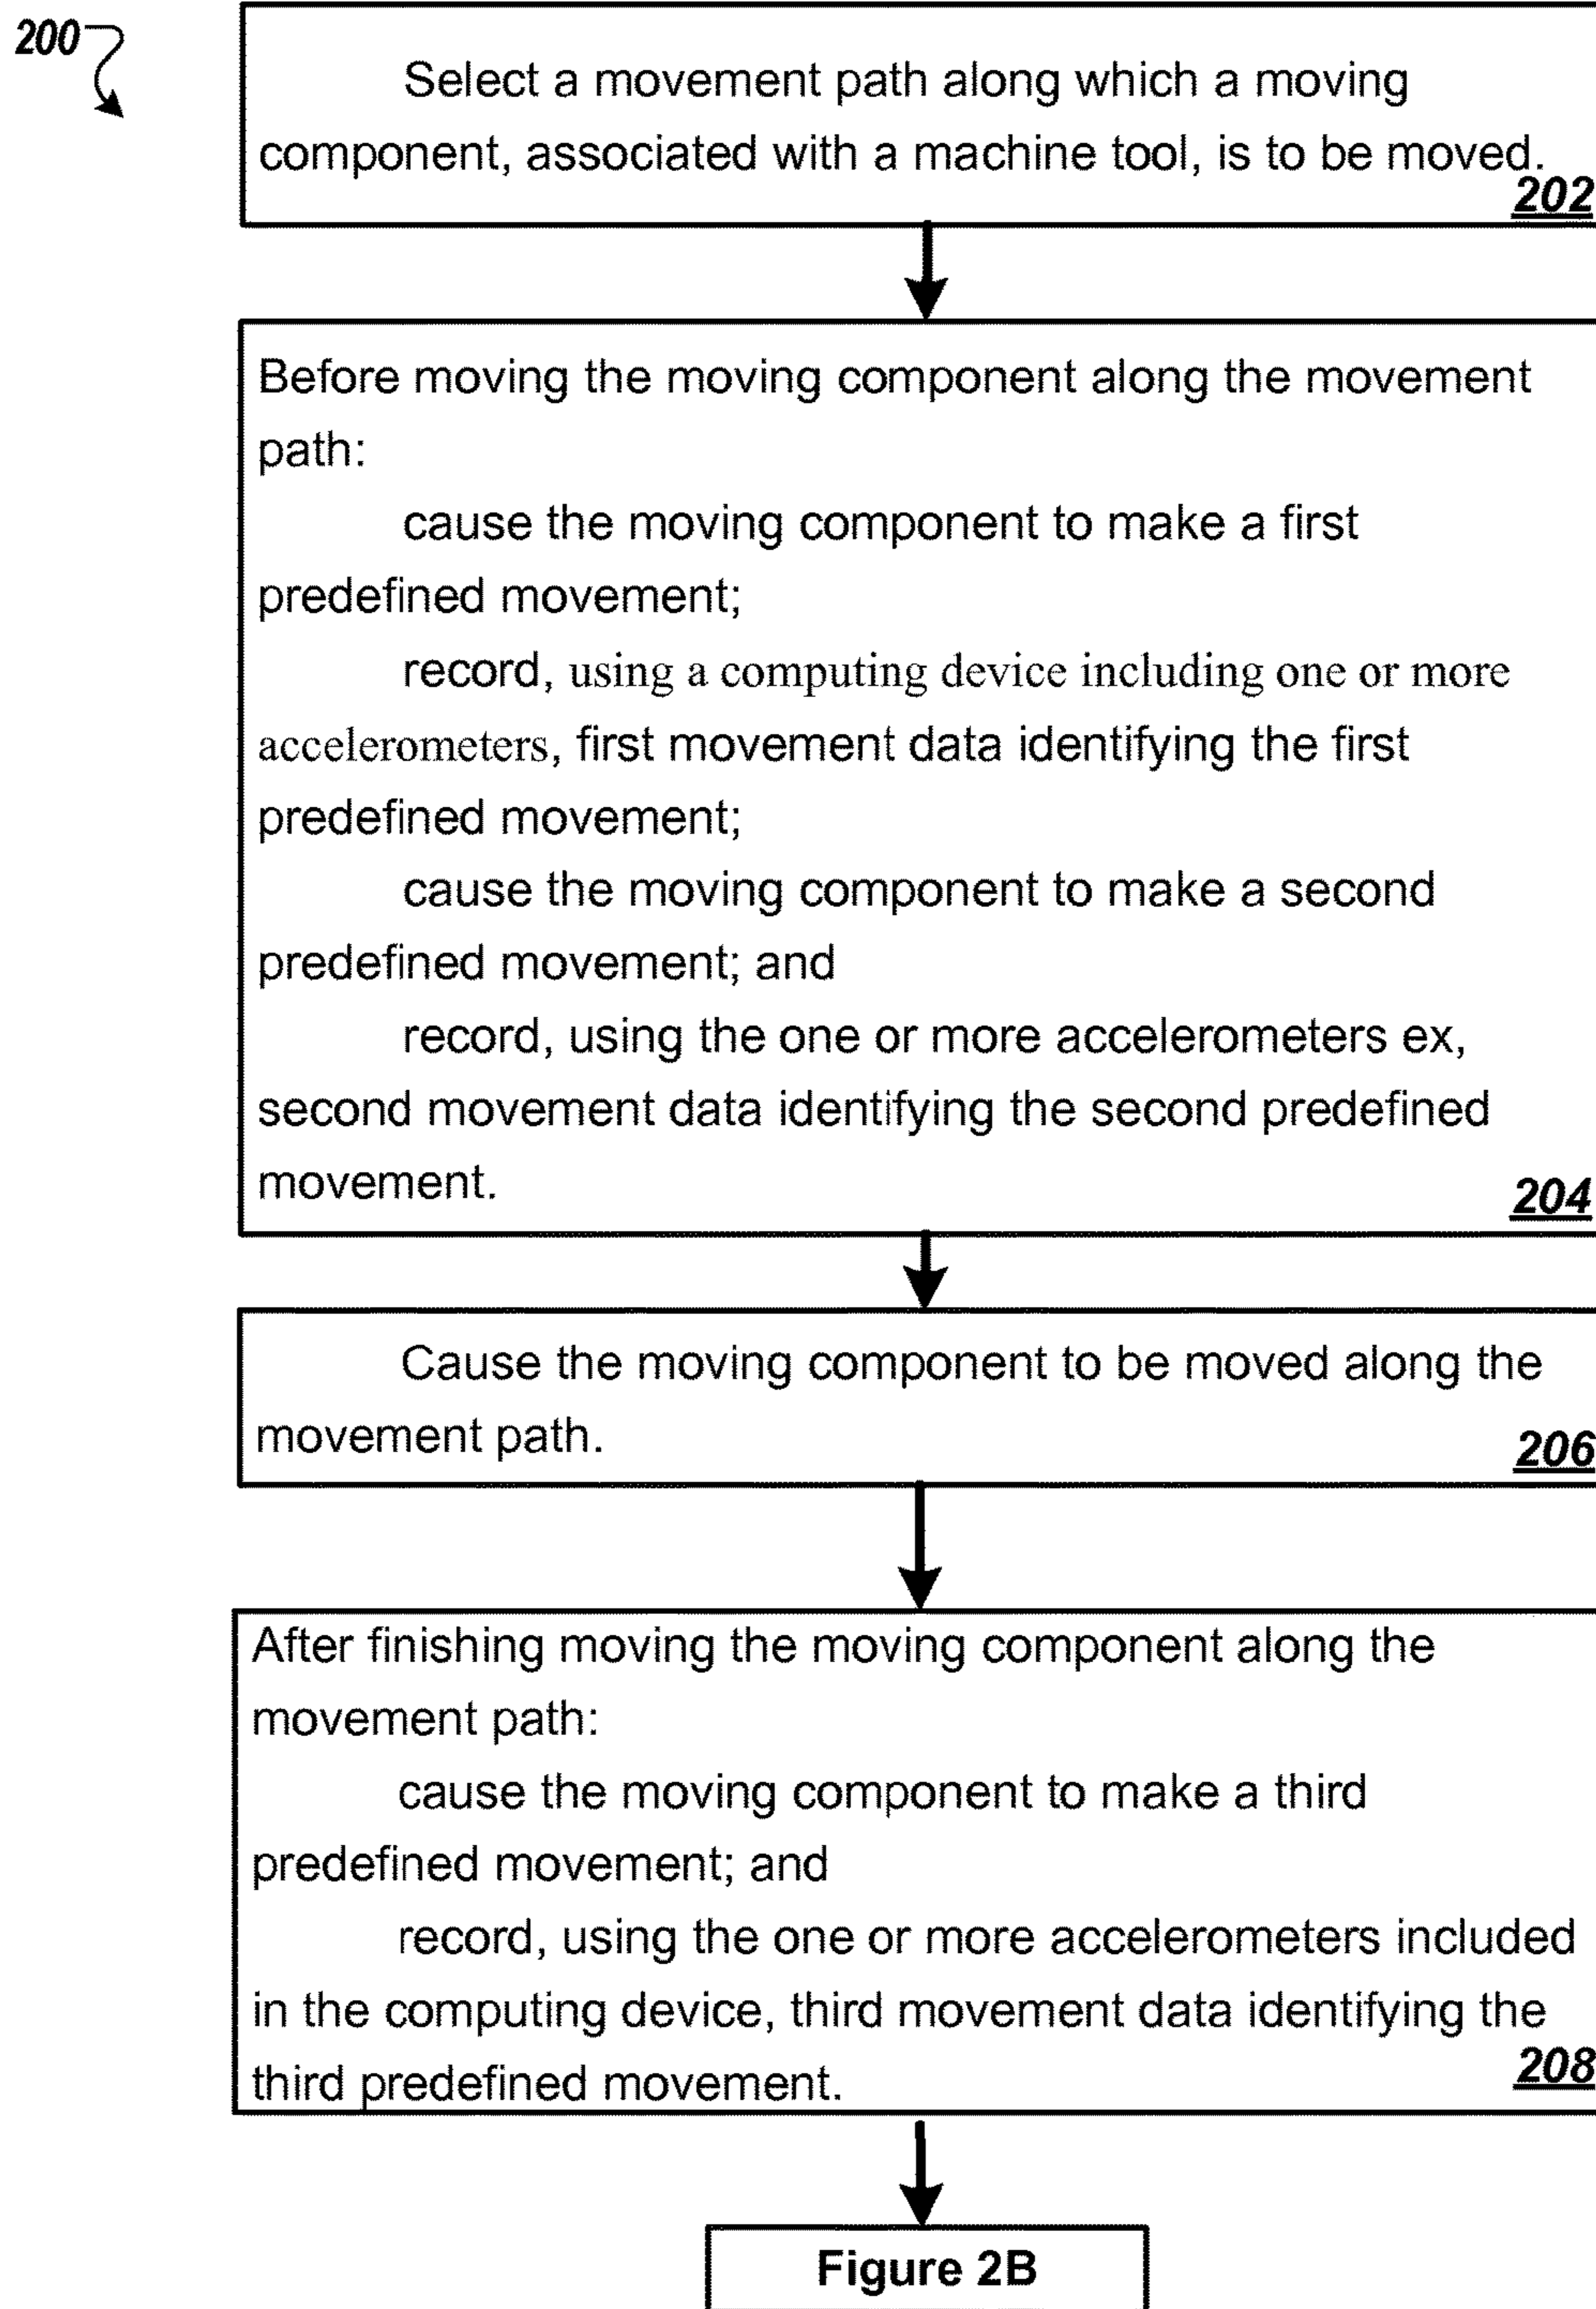 200
Select a movement path along which a moving
component, associated with a machine tool, is to be moved.
202
Before moving the moving component along the movement
path:
cause the moving component to make a first
predefined movement;
record, using a computing device including one or more
accelerometers, first movement data identifying the first
predefined movement;
cause the moving component to make a second
predefined movement; and
record, using the one or more accelerometers ex,
second movement data identifying the second predefined
movement.
204
Cause the moving component to be moved along the
movement path.
206
After finishing moving the moving component along the
movement path:
cause the moving component to make a third
predefined movement; and
record, using the one or more accelerometers included
in the computing device, third movement data identifying the
third predefined movement.
208
Figure 2B